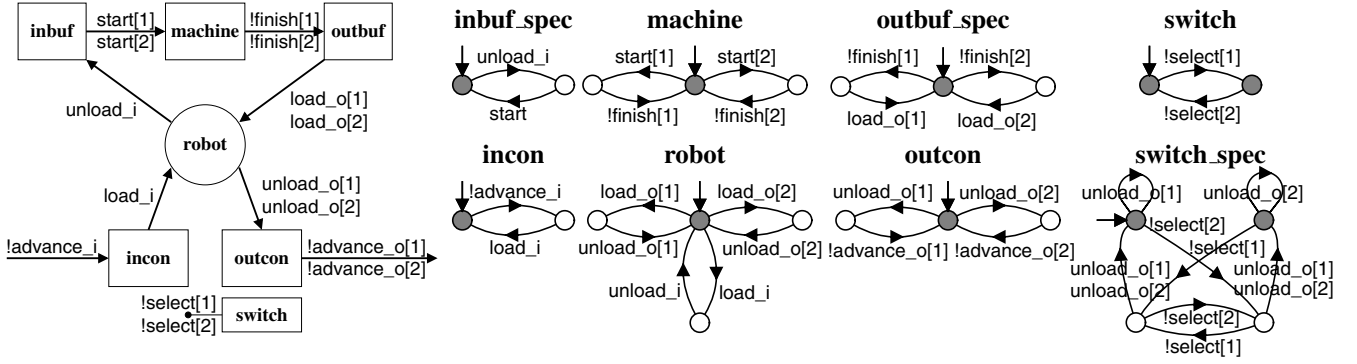 inbuf
start[1]
start[2]
machine
!finish[1]
!finish[2]
outbuf
unload_i
load_o[1]
load_o[2]
robot
load_i
unload_o[1]
unload_o[2]
!advance_i
incon
outcon
!advance_o[1]
!advance_o[2]
!select[1]
!select[2]
switch
inbuf_spec
unload_i
start
machine
start[1]
start[2]
!finish[1]
!finish[2]
outbuf_spec
!finish[1]
!finish[2]
load_o[1]
load_o[2]
switch
!select[1]
!select[2]
incon
!advance_i
load_i
robot
load_o[1]
load_o[2]
unload_o[1]
unload_o[2]
unload_i
load_i
outcon
unload_o[1]
unload_o[2]
!advance_o[1]
!advance_o[2]
switch_spec
unload_o[1]
unload_o[2]
!select[2]
!select[1]
unload_o[1]
unload_o[2]
unload_o[1]
unload_o[2]
!select[2]
!select[1]